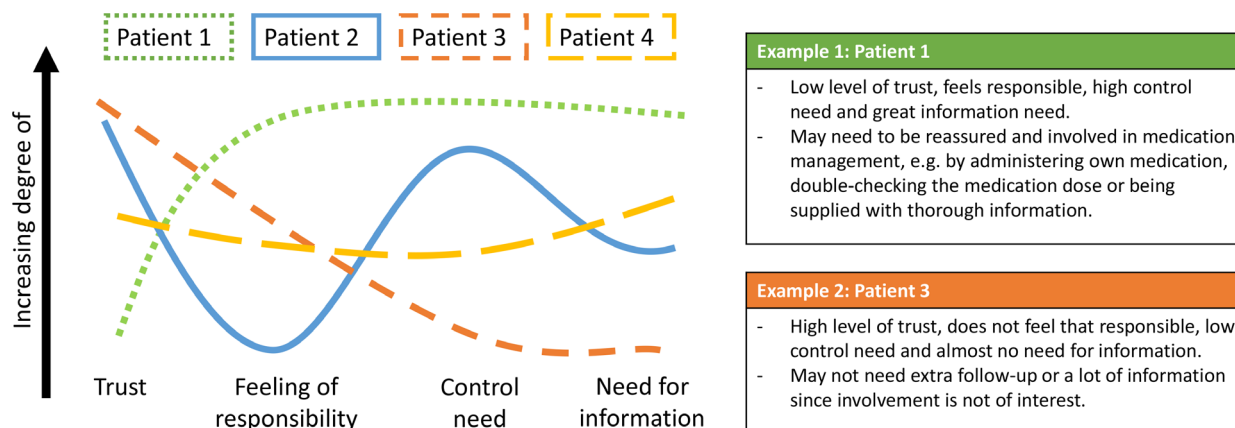 Patient 1
Patient 2
Patient 3
Patient 4
Increasing degree of
Trust
Feeling of
responsibility
Control
need
Need for
information
Example 1: Patient 1
- Low level of trust, feels responsible, high control
need and great information need.
- May need to be reassured and involved in medication
management, e.g. by administering own medication,
double-checking the medication dose or being
supplied with thorough information.
Example 2: Patient 3
- High level of trust, does not feel that responsible, low
control need and almost no need for information.
- May not need extra follow-up or a lot of information
since involvement is not of interest.